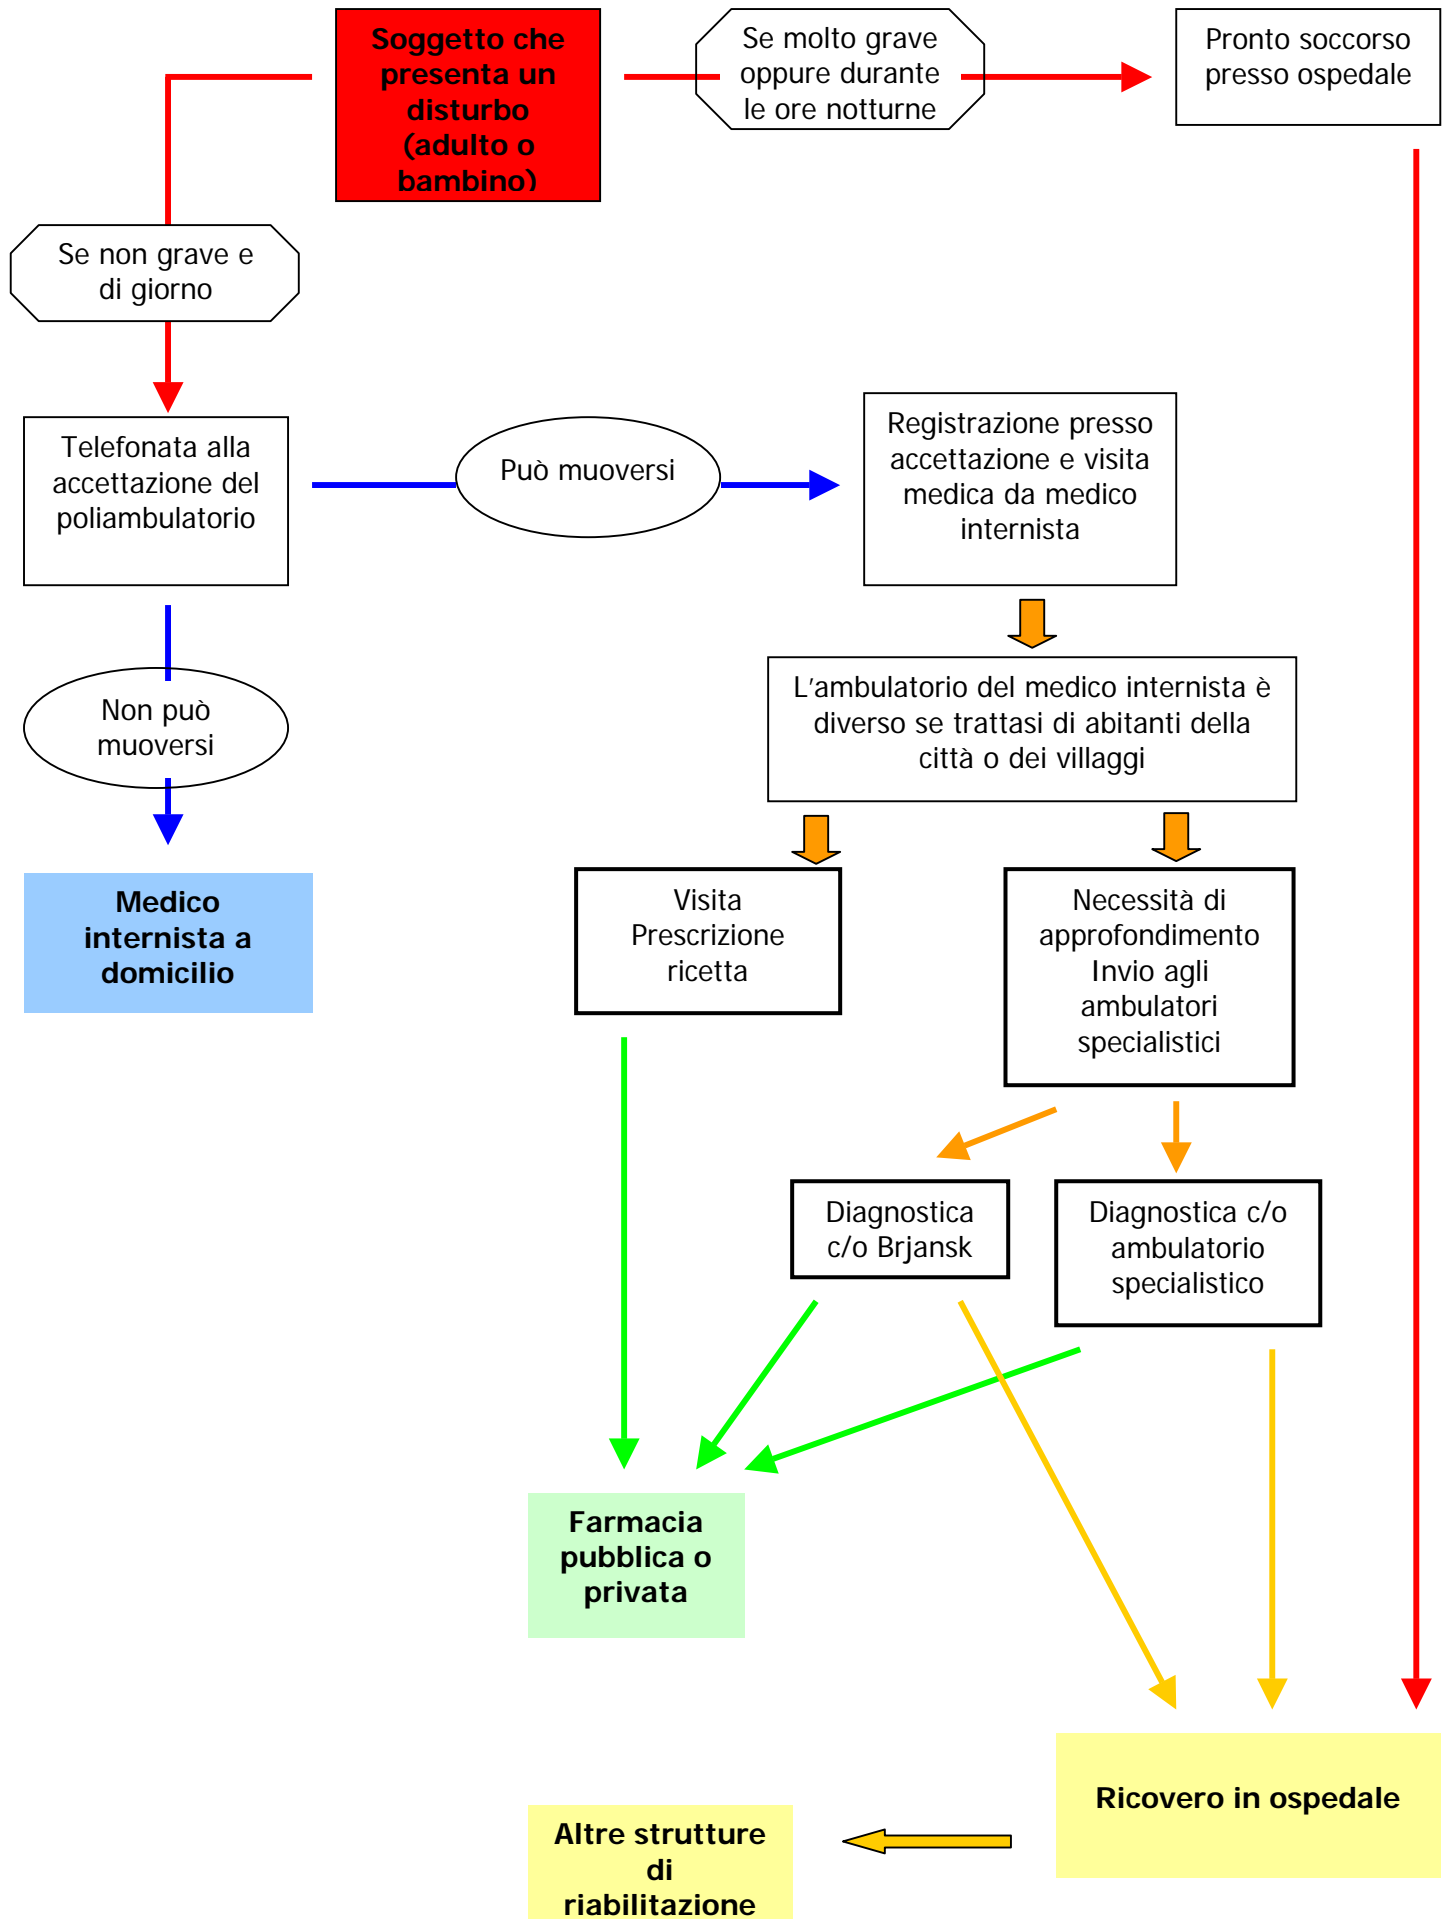 Soggetto che
presenta un
disturbo
(adulto o
bambino)
Se molto grave
oppure durante
le ore notturne
Pronto soccorso
presso ospedale
Se non grave e
di giorno
Telefonata alla
accettazione del
poliambulatorio
Può muoversi
Registrazione presso
accettazione e visita
medica da medico
internista
Non può
muoversi
L'ambulatorio del medico internista è
diverso se trattasi di abitanti della
città o dei villaggi
Medico
internista a
domicilio
Visita
Prescrizione
ricetta
Necessità di
approfondimento
Invio agli
ambulatori
specialistici
Diagnostica
c/o Brjansk
Diagnostica c/o
ambulatorio
specialistico
Farmacia
pubblica o
privata
Ricovero in ospedale
Altre strutture
di
riabilitazione